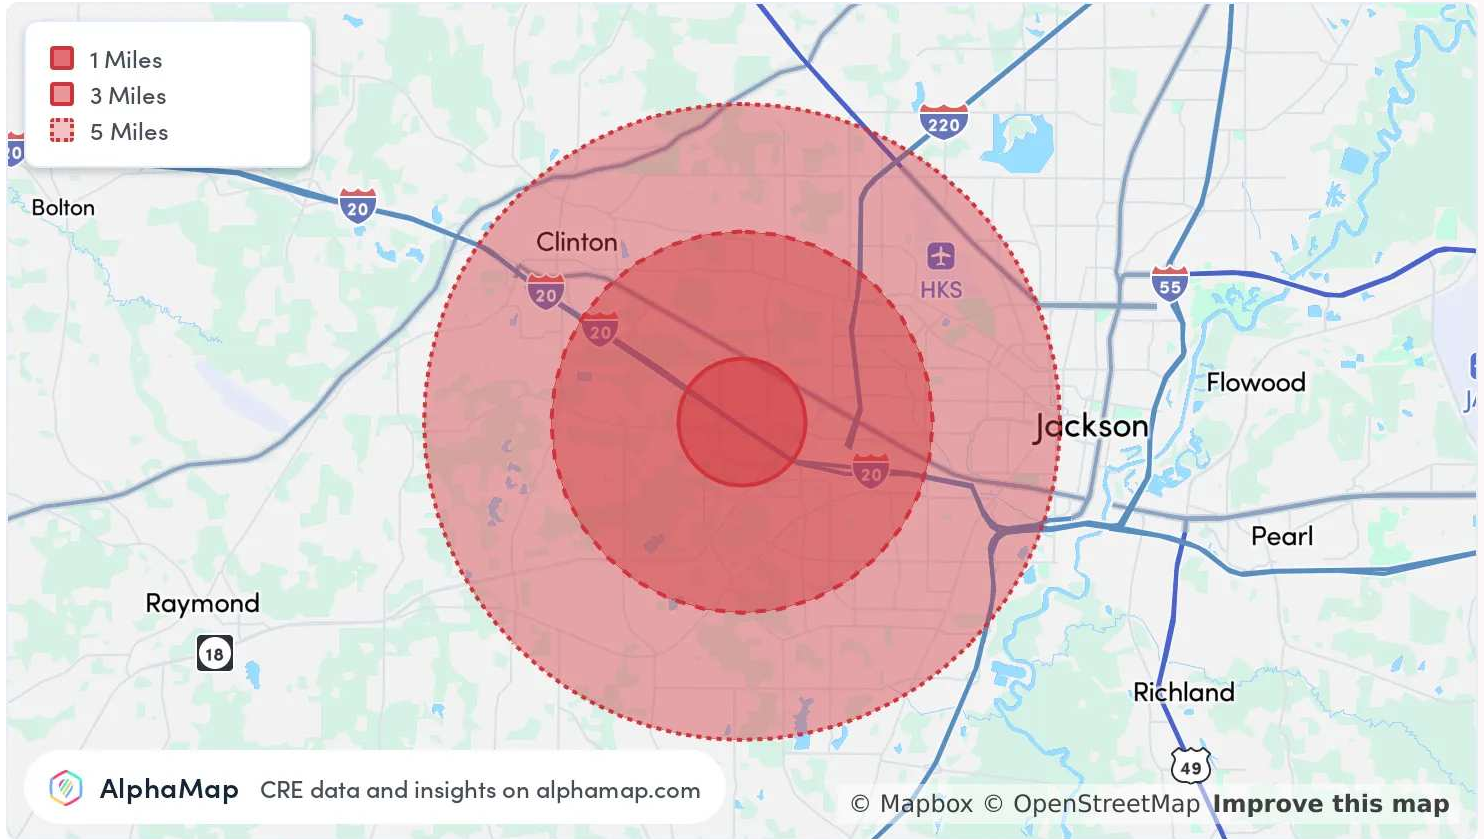 1 Miles
3 Miles
5 Miles
220
20
20
Bolton
Clinton
HKS
20
55
20
Flowood
Jackson
20
Pearl
Raymond
18
Richland
49
AlphaMap CRE data and insights on alphamap.com
© Mapbox © OpenStreetMap Improve this map